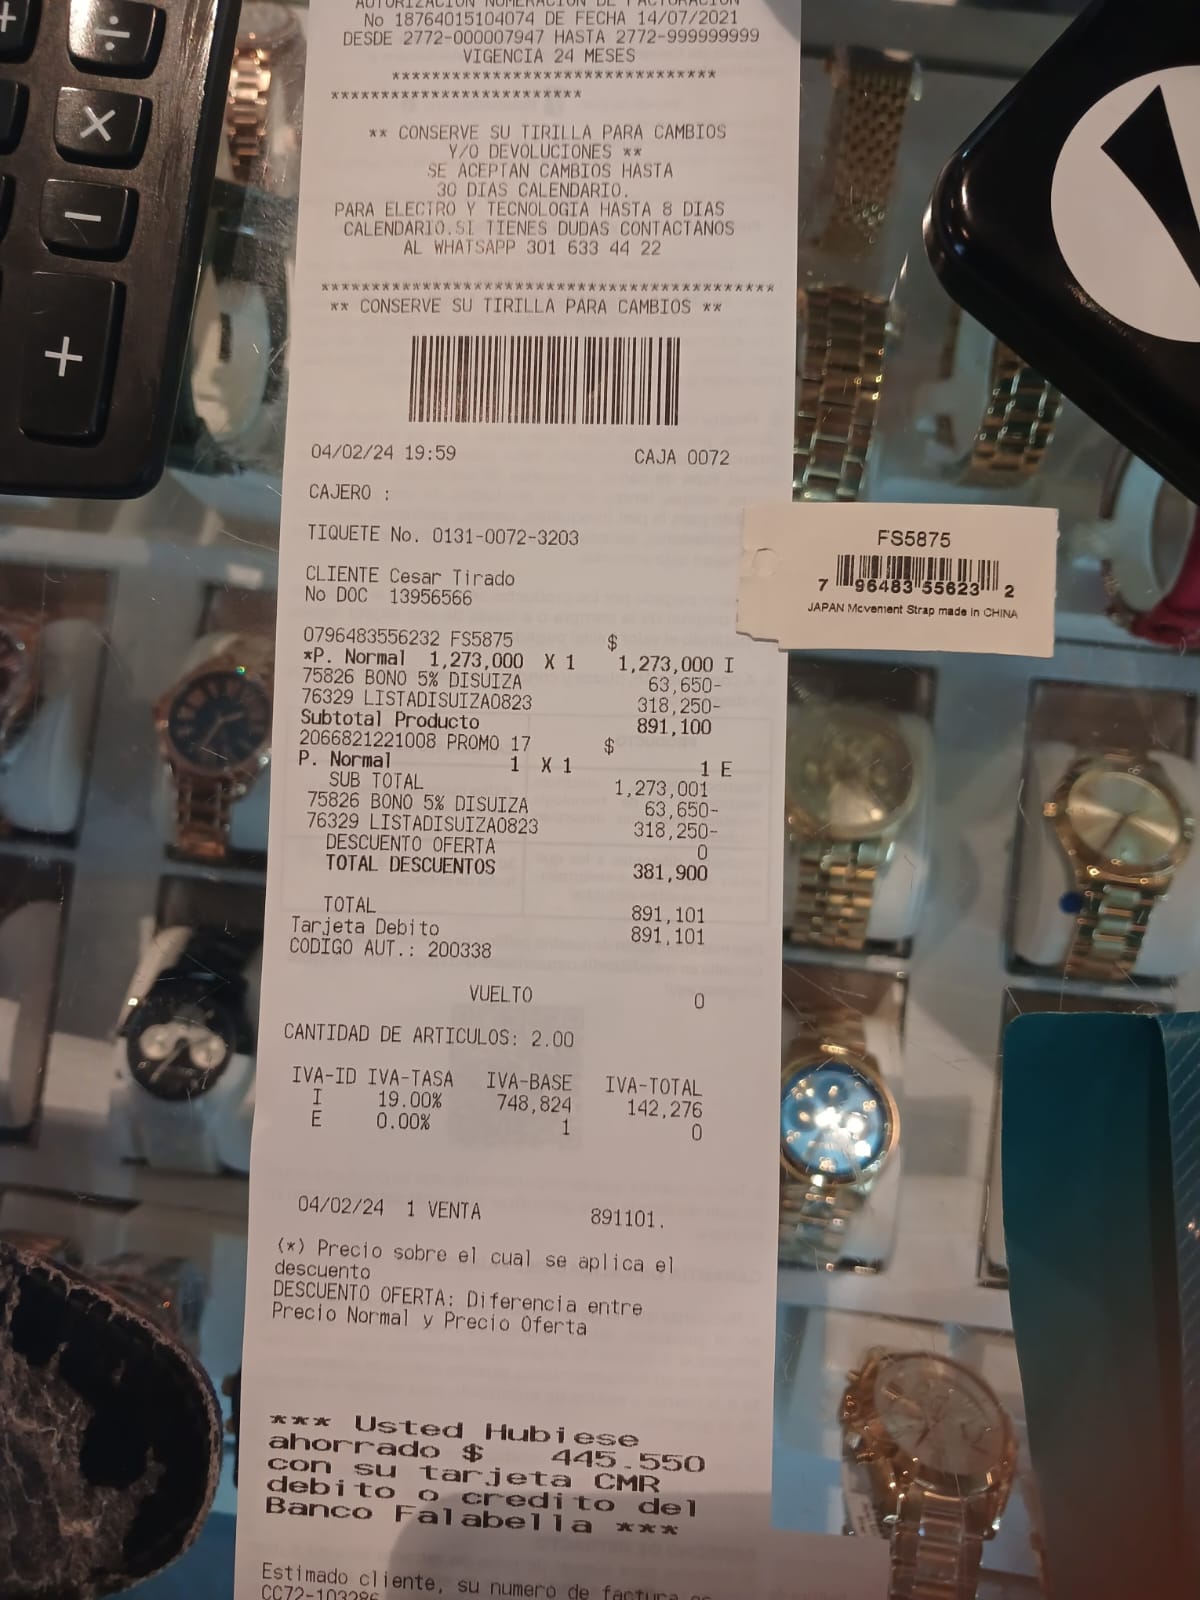 AUTORIZACION NUMERACION DE FACTURACION
No 18764015104074 DE FECHA 14/07/2021
DESDE 2772-000007947 HASTA 2772-999999999
VIGENCIA 24 MESES
********************************
*************************
** CONSERVE SU TIRILLA PARA CAMBIOS
Y/O DEVOLUCIONES **
SE ACEPTAN CAMBIOS HASTA
30 DIAS CALENDARIO.
PARA ELECTRO Y TECNOLOGIA HASTA 8 DIAS
CALENDARIO.SI TIENES DUDAS CONTACTANOS
AL WHATSAPP 301 633 44 22
********************************************
** CONSERVE SU TIRILLA PARA CAMBIOS **
04/02/24 19:59 CAJA 0072
CAJERO :
TIQUETE No. 0131-0072-3203
CLIENTE Cesar Tirado
No DOC 13956566
0796483556232 FS5875 $
*P. Normal 1,273,000 X 1 1,273,000 I
75826 BONO 5% DISUIZA 63,650-
76329 LISTADISUIZA0823 318,250-
Subtotal Producto 891,100
2066821221008 PROMO 17 $
P. Normal 1 X 1 1 E
SUB TOTAL 1,273,001
75826 BONO 5% DISUIZA 63,650-
76329 LISTADISUIZA0823 318,250-
DESCUENTO OFERTA 0
TOTAL DESCUENTOS 381,900
TOTAL 891,101
Tarjeta Debito 891,101
CODIGO AUT.: 200338
VUELTO 0
CANTIDAD DE ARTICULOS: 2.00
IVA-ID IVA-TASA IVA-BASE IVA-TOTAL
I 19.00% 748,824 142,276
E 0.00% 1 0
04/02/24 1 VENTA 891101.
(*) Precio sobre el cual se aplica el
descuento
DESCUENTO OFERTA: Diferencia entre
Precio Normal y Precio Oferta
*** Usted Hubiese
ahorrado $ 445.550
con su tarjeta CMR
debito o credito del
Banco Falabella ***
Estimado cliente, su numero de factura es
CC72-103286
FS5875
7 96483 55623 2
JAPAN Movement Strap made in CHINA
÷
×
−
+